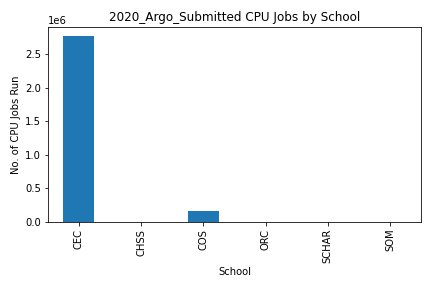 2020_Argo_Submitted CPU Jobs by School
1e6
No. of CPU Jobs Run
2.5
2.0
1.5
1.0
0.5
0.0
CEC
CHSS
COS
ORC
SCHAR
SOM
School